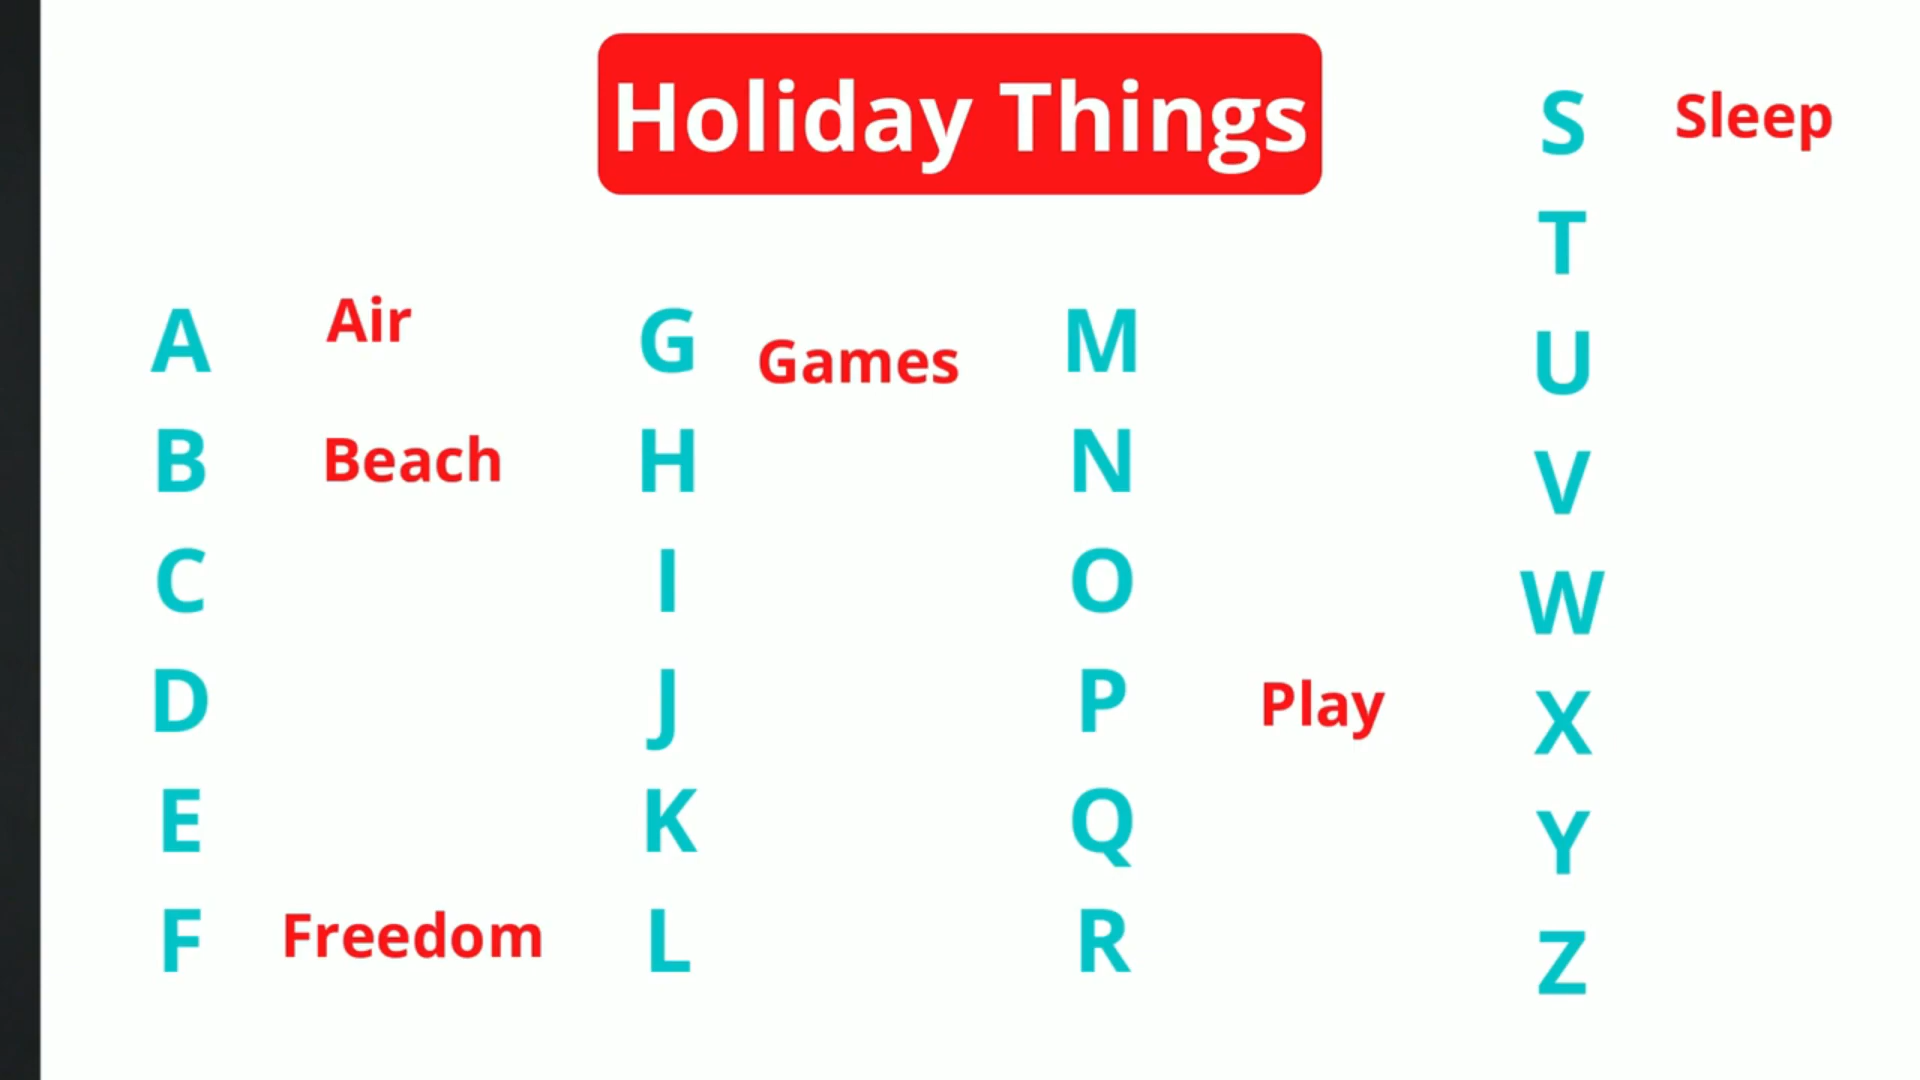 Holiday Things
A Air
B Beach
C
D
E
F Freedom
G Games
H
I
J
K
L
M
N
O
P Play
Q
R
S Sleep
T
U
V
W
X
Y
Z